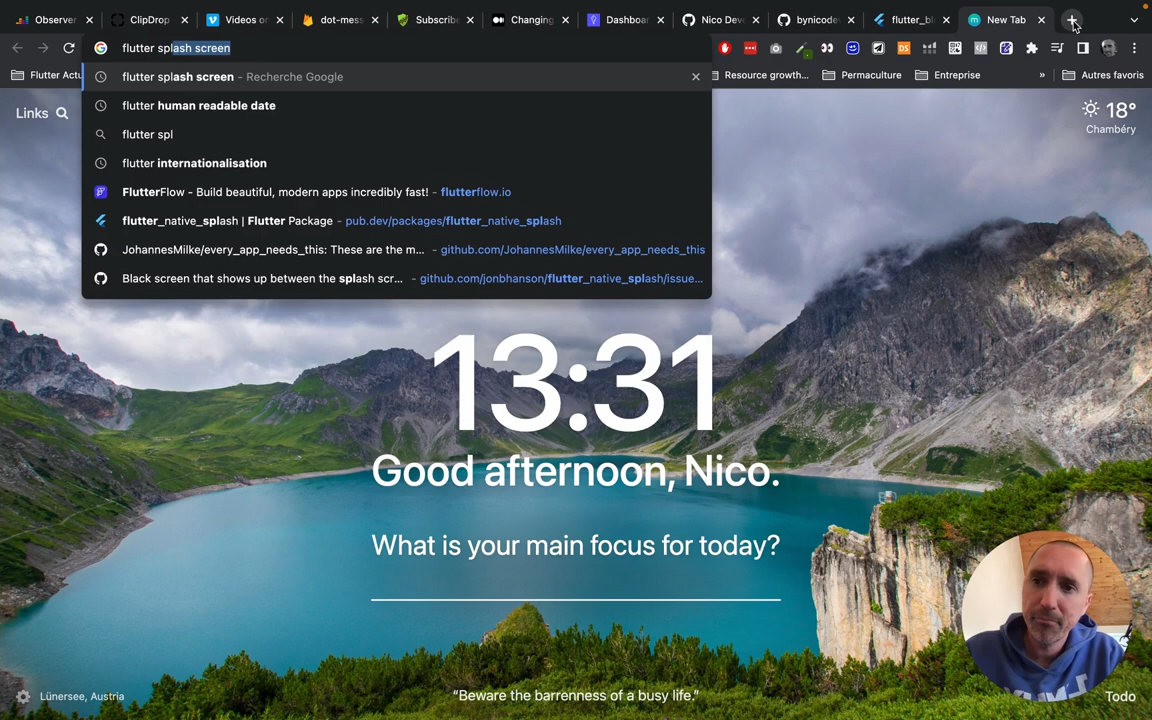 Observer
ClipDrop
Videos on
dot-mess
Subscribe
Changing
Dashboar
Nico Deve
bynicodev
flutter_bl
New Tab
flutter splash screen
Flutter Actu
Resource growth...
Permaculture
Entreprise
»
Autres favoris
flutter splash screen - Recherche Google
flutter human readable date
flutter spl
flutter internationalisation
FlutterFlow - Build beautiful, modern apps incredibly fast! - flutterflow.io
flutter_native_splash | Flutter Package - pub.dev/packages/flutter_native_splash
JohannesMilke/every_app_needs_this: These are the m... - github.com/JohannesMilke/every_app_needs_this
Black screen that shows up between the splash scr... - github.com/jonbhanson/flutter_native_splash/issue...
Links
18°
Chambéry
13:31
Good afternoon, Nico.
What is your main focus for today?
Lünersee, Austria
“Beware the barrenness of a busy life.”
Todo